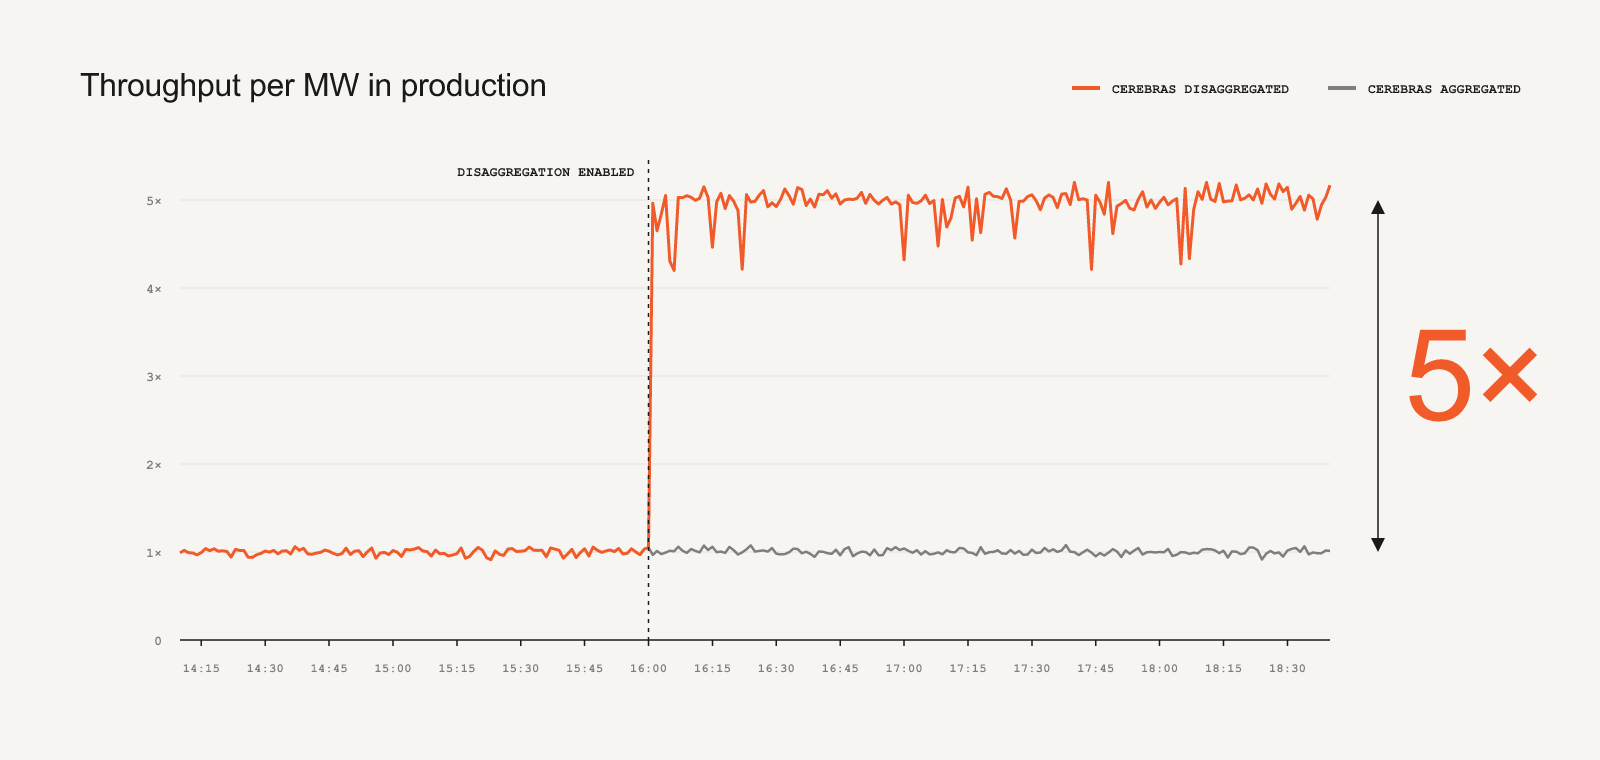 Throughput per MW in production
CEREBRAS DISAGGREGATED
CEREBRAS AGGREGATED
DISAGGREGATION ENABLED
5×
4×
3×
2×
1×
0
5×
14:15 14:30 14:45 15:00 15:15 15:30 15:45 16:00 16:15 16:30 16:45 17:00 17:15 17:30 17:45 18:00 18:15 18:30